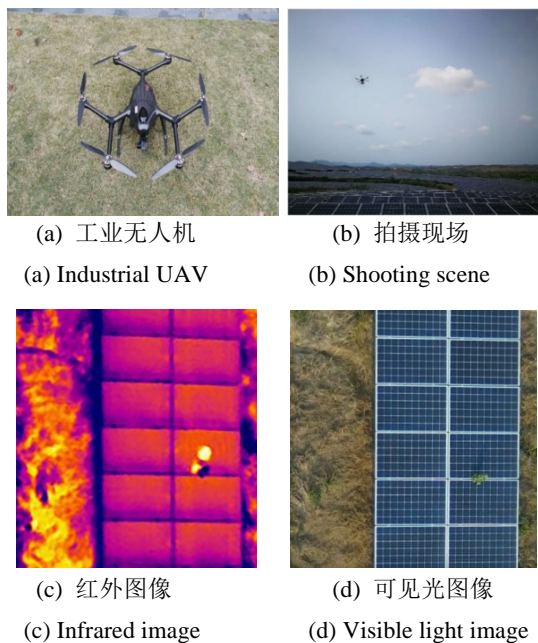 (a) 工业无人机
(b) 拍摄现场
(a) Industrial UAV
(b) Shooting scene
(c) 红外图像
(d) 可见光图像
(c) Infrared image
(d) Visible light image